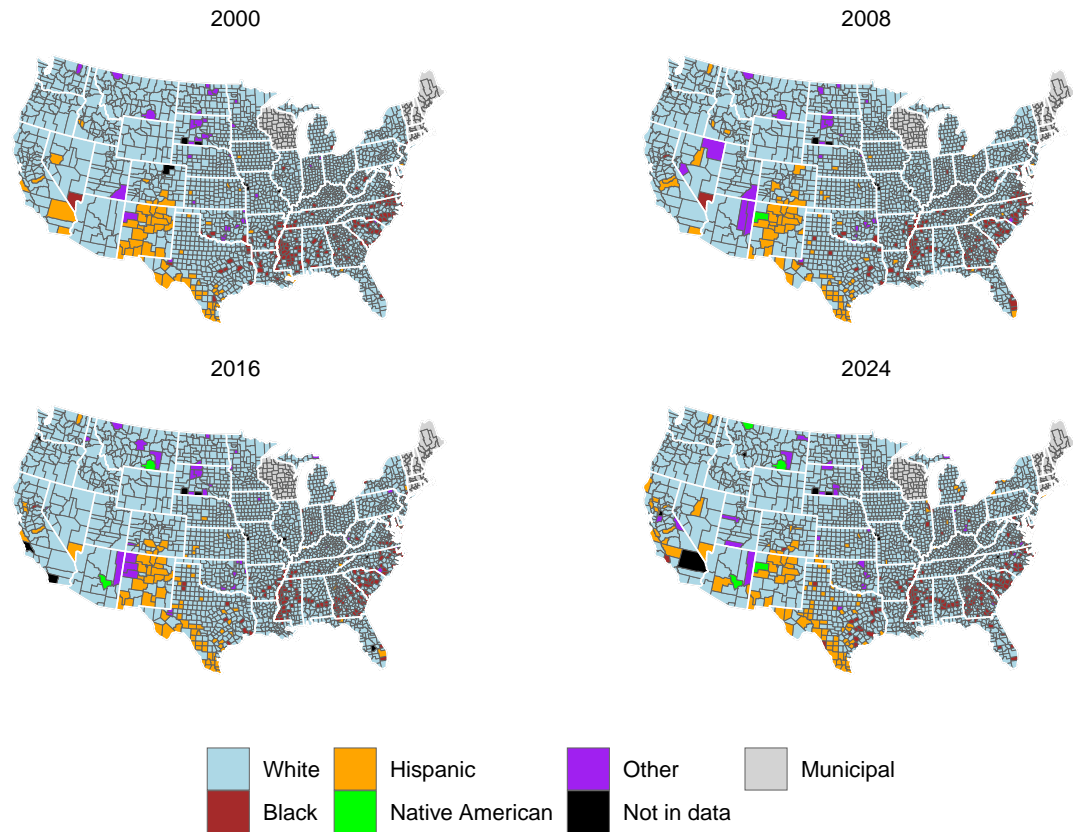 2000
2008
2016
2024
White
Hispanic
Other
Municipal
Black
Native American
Not in data